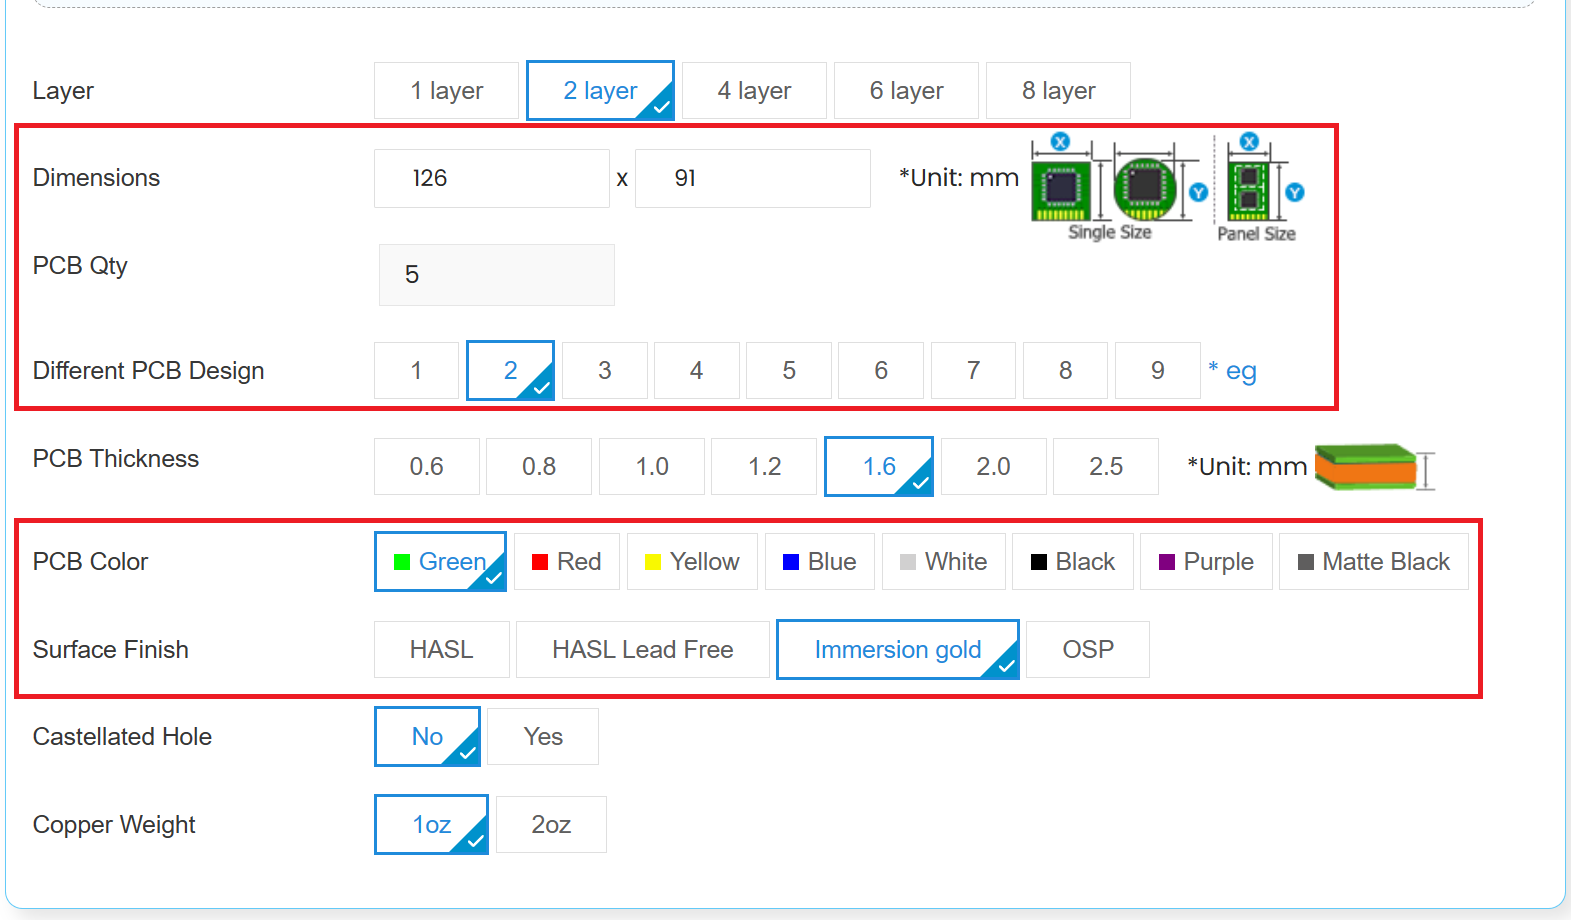 Layer 1 layer 2 layer 4 layer 6 layer 8 layer
Dimensions 126 x 91 *Unit: mm X Y X Y
Single Size Panel Size
PCB Qty 5
Different PCB Design 1 2 3 4 5 6 7 8 9 * eg
PCB Thickness 0.6 0.8 1.0 1.2 1.6 2.0 2.5 *Unit: mm
PCB Color Green Red Yellow Blue White Black Purple Matte Black
Surface Finish HASL HASL Lead Free Immersion gold OSP
Castellated Hole No Yes
Copper Weight 1oz 2oz